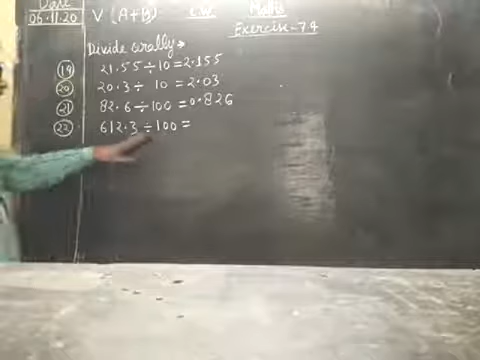 Date
06.11.20 V (A+B) C.W Maths
Exercise-7.4
Divide orally→
19 21.55÷10=2.155
20 20.3÷10=2.03
21 82.6÷100=0.826
22 612.3÷100=